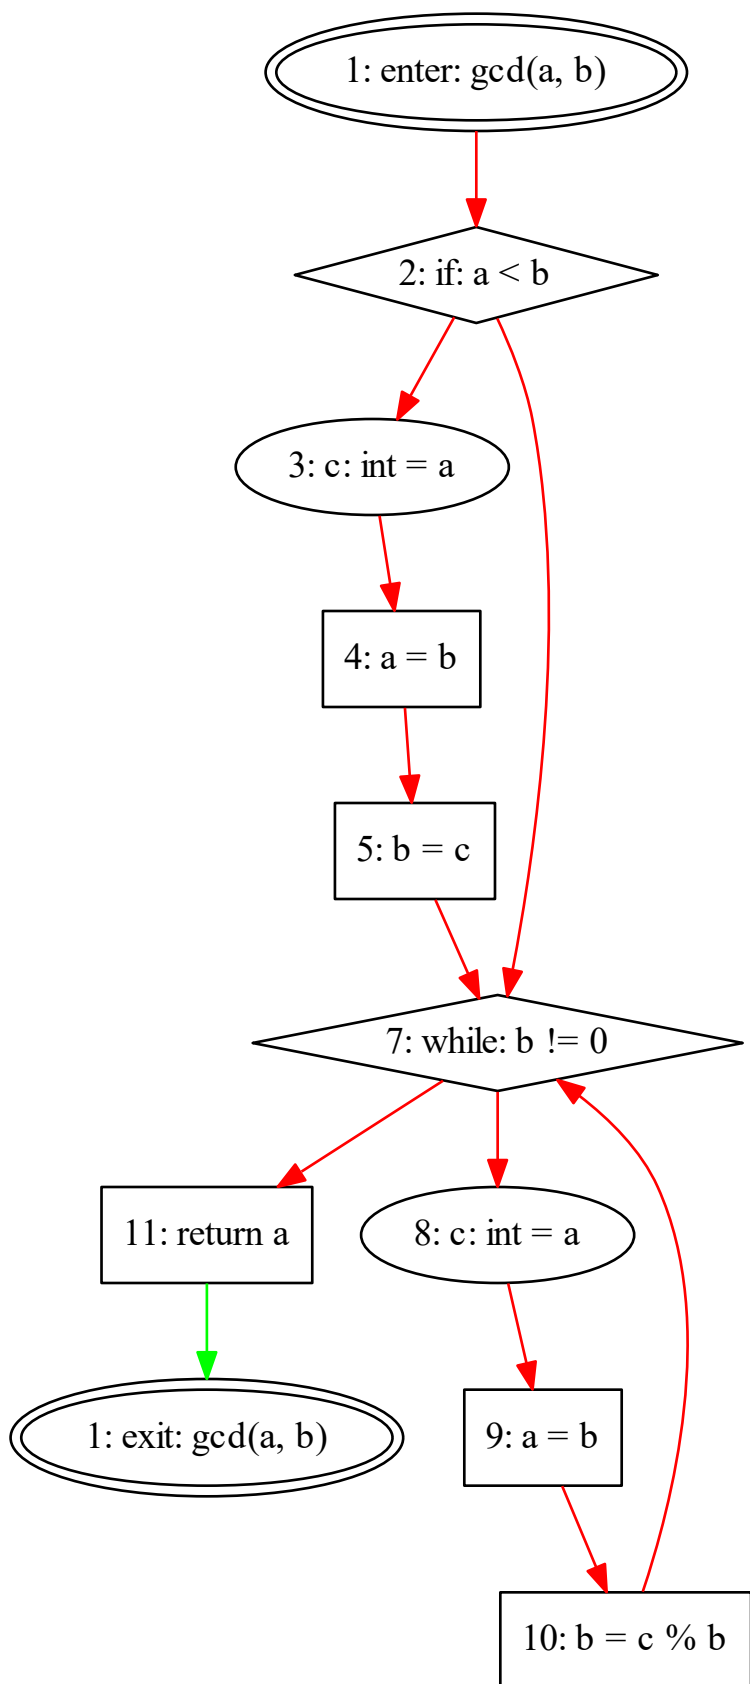 1: enter: gcd(a, b)
2: if: a < b
3: c: int = a
4: a = b
5: b = c
7: while: b != 0
11: return a
8: c: int = a
1: exit: gcd(a, b)
9: a = b
10: b = c % b